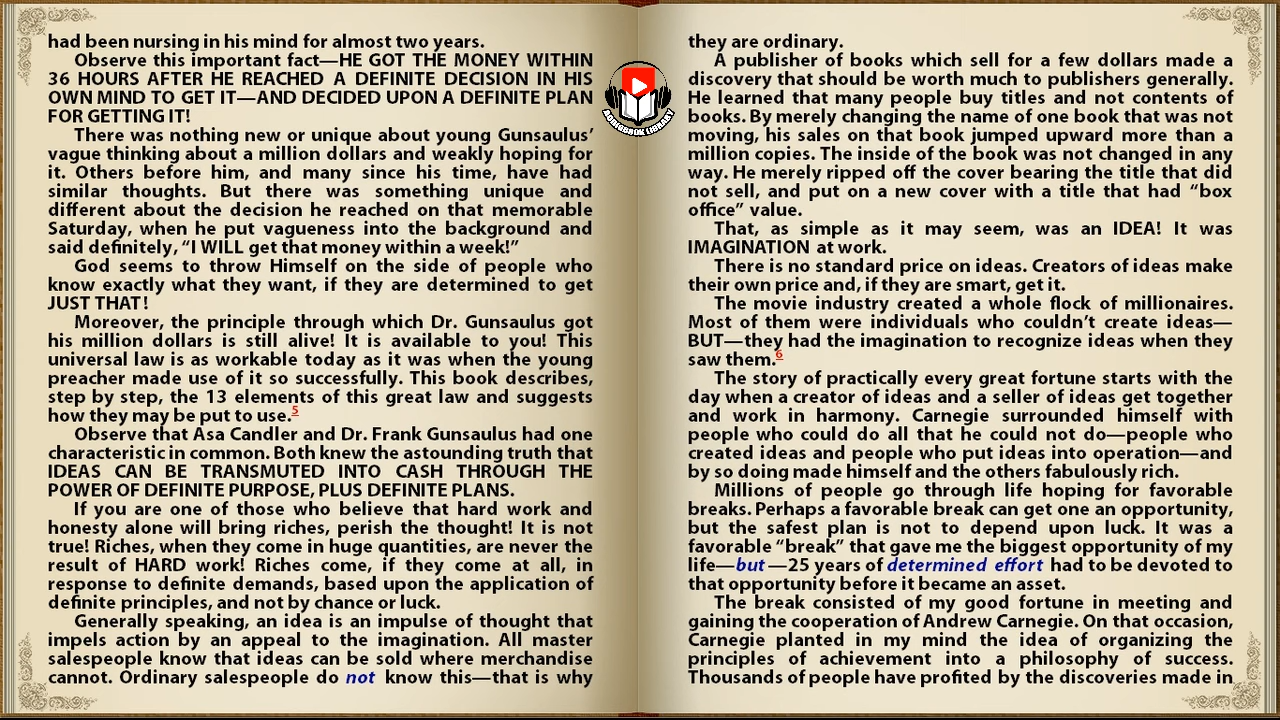 had been nursing in his mind for almost two years.
Observe this important fact—HE GOT THE MONEY WITHIN
36 HOURS AFTER HE REACHED A DEFINITE DECISION IN HIS
OWN MIND TO GET IT—AND DECIDED UPON A DEFINITE PLAN
FOR GETTING IT!
There was nothing new or unique about young Gunsaulus’
vague thinking about a million dollars and weakly hoping for
it. Others before him, and many since his time, have had
similar thoughts. But there was something unique and
different about the decision he reached on that memorable
Saturday, when he put vagueness into the background and
said definitely, “I WILL get that money within a week!”
God seems to throw Himself on the side of people who
know exactly what they want, if they are determined to get
JUST THAT!
Moreover, the principle through which Dr. Gunsaulus got
his million dollars is still alive! It is available to you! This
universal law is as workable today as it was when the young
preacher made use of it so successfully. This book describes,
step by step, the 13 elements of this great law and suggests
how they may be put to use.5
Observe that Asa Candler and Dr. Frank Gunsaulus had one
characteristic in common. Both knew the astounding truth that
IDEAS CAN BE TRANSMUTED INTO CASH THROUGH THE
POWER OF DEFINITE PURPOSE, PLUS DEFINITE PLANS.
If you are one of those who believe that hard work and
honesty alone will bring riches, perish the thought! It is not
true! Riches, when they come in huge quantities, are never the
result of HARD work! Riches come, if they come at all, in
response to definite demands, based upon the application of
definite principles, and not by chance or luck.
Generally speaking, an idea is an impulse of thought that
impels action by an appeal to the imagination. All master
salespeople know that ideas can be sold where merchandise
cannot. Ordinary salespeople do not know this—that is why
they are ordinary.
A publisher of books which sell for a few dollars made a
discovery that should be worth much to publishers generally.
He learned that many people buy titles and not contents of
books. By merely changing the name of one book that was not
moving, his sales on that book jumped upward more than a
million copies. The inside of the book was not changed in any
way. He merely ripped off the cover bearing the title that did
not sell, and put on a new cover with a title that had “box
office” value.
That, as simple as it may seem, was an IDEA! It was
IMAGINATION at work.
There is no standard price on ideas. Creators of ideas make
their own price and, if they are smart, get it.
The movie industry created a whole flock of millionaires.
Most of them were individuals who couldn’t create ideas—
BUT—they had the imagination to recognize ideas when they
saw them.6
The story of practically every great fortune starts with the
day when a creator of ideas and a seller of ideas get together
and work in harmony. Carnegie surrounded himself with
people who could do all that he could not do—people who
created ideas and people who put ideas into operation—and
by so doing made himself and the others fabulously rich.
Millions of people go through life hoping for favorable
breaks. Perhaps a favorable break can get one an opportunity,
but the safest plan is not to depend upon luck. It was a
favorable “break” that gave me the biggest opportunity of my
life—but—25 years of determined effort had to be devoted to
that opportunity before it became an asset.
The break consisted of my good fortune in meeting and
gaining the cooperation of Andrew Carnegie. On that occasion,
Carnegie planted in my mind the idea of organizing the
principles of achievement into a philosophy of success.
Thousands of people have profited by the discoveries made in
AUDIOBOOK LIBRARY